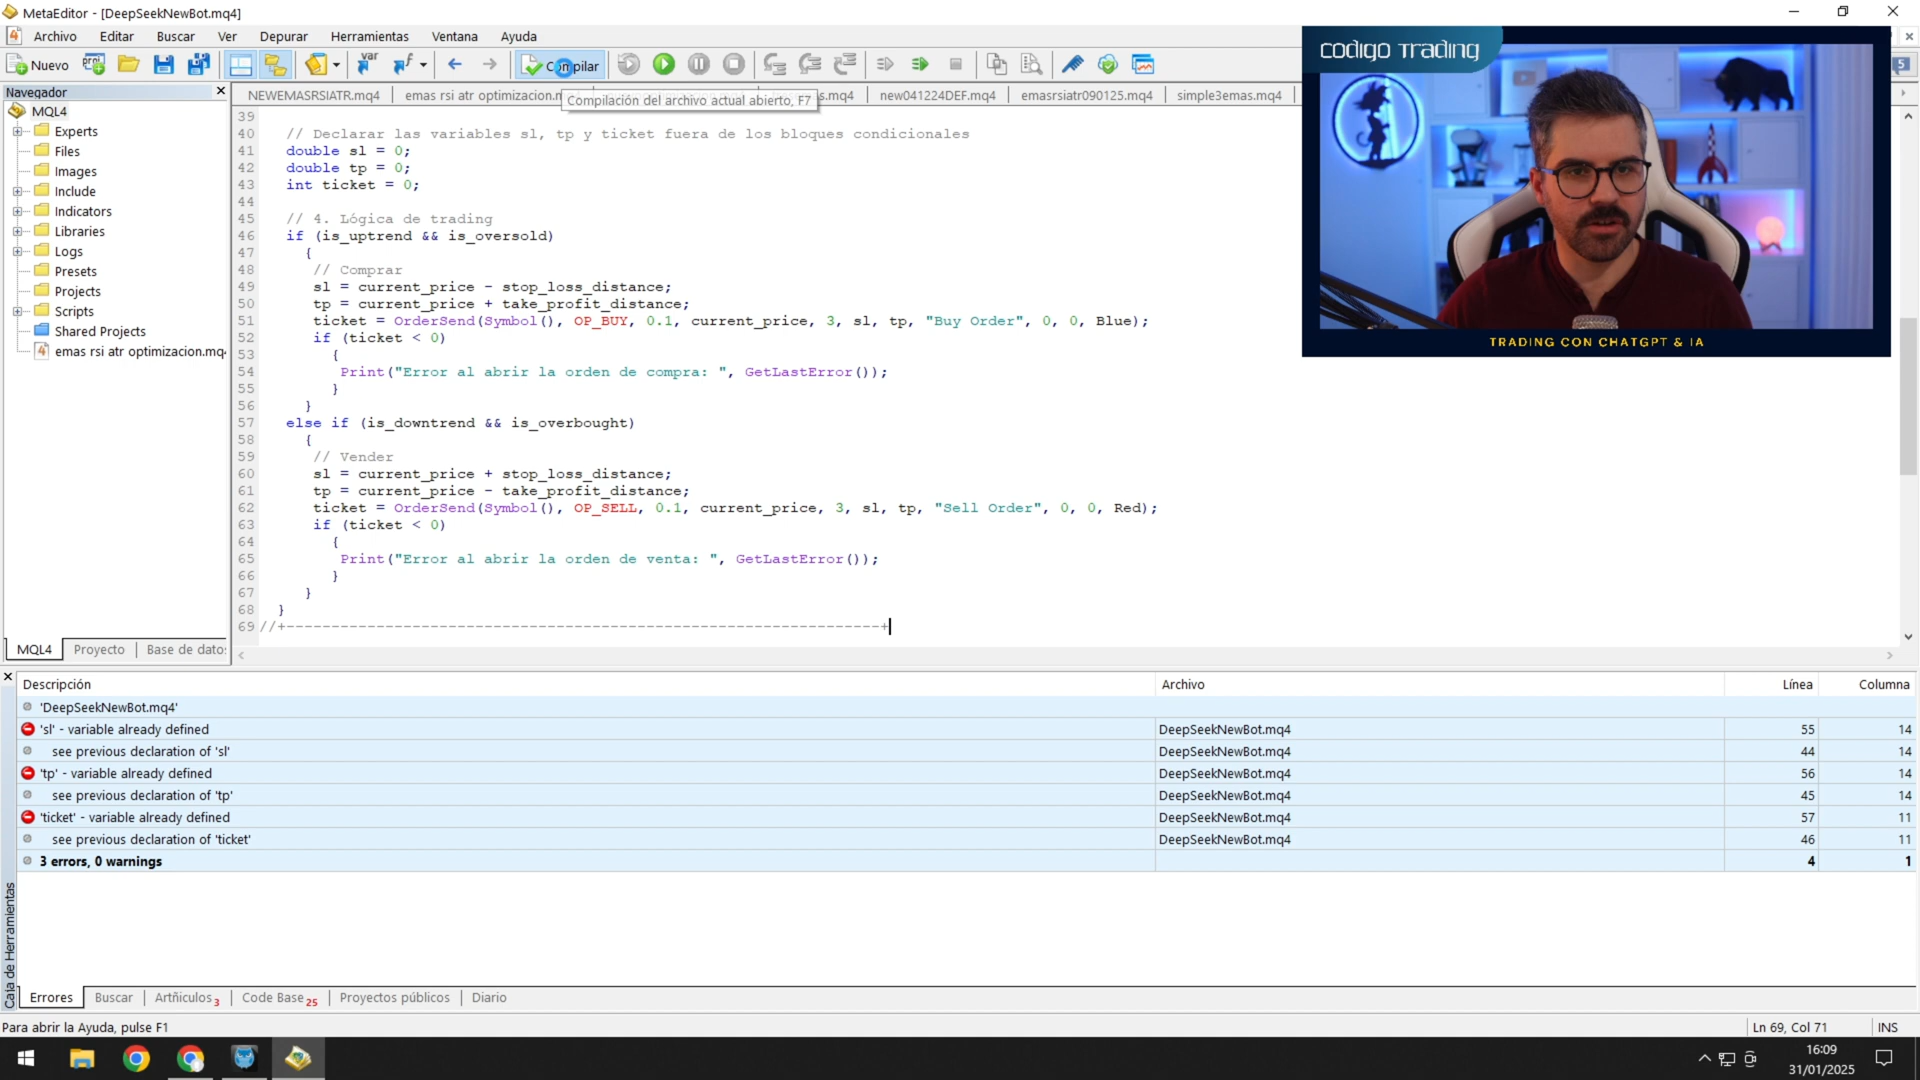 MetaEditor - [DeepSeekNewBot.mq4]
Archivo Editar Buscar Ver Depurar Herramientas Ventana Ayuda
Nuevo Compilar
5
Compilación del archivo actual abierto, F7
Navegador
MQL4
Experts
Files
Images
Include
Indicators
Libraries
Logs
Presets
Projects
Scripts
Shared Projects
emas rsi atr optimizacion.mq4
MQL4 Proyecto Base de datos
NEWEMASRSIATR.mq4 emas rsi atr optimizacion.m s.mq4 new041224DEF.mq4 emasrsiatr090125.mq4 simple3emas.mq4
39
40 // Declarar las variables sl, tp y ticket fuera de los bloques condicionales
41 double sl = 0;
42 double tp = 0;
43 int ticket = 0;
44
45 // 4. Lógica de trading
46 if (is_uptrend && is_oversold)
47 {
48 // Comprar
49 sl = current_price - stop_loss_distance;
50 tp = current_price + take_profit_distance;
51 ticket = OrderSend(Symbol(), OP_BUY, 0.1, current_price, 3, sl, tp, "Buy Order", 0, 0, Blue);
52 if (ticket < 0)
53 {
54 Print("Error al abrir la orden de compra: ", GetLastError());
55 }
56 }
57 else if (is_downtrend && is_overbought)
58 {
59 // Vender
60 sl = current_price + stop_loss_distance;
61 tp = current_price - take_profit_distance;
62 ticket = OrderSend(Symbol(), OP_SELL, 0.1, current_price, 3, sl, tp, "Sell Order", 0, 0, Red);
63 if (ticket < 0)
64 {
65 Print("Error al abrir la orden de venta: ", GetLastError());
66 }
67 }
68 }
69 //+------------------------------------------------------------------+
codigo Trading
TRADING CON CHATGPT & IA
Descripción Archivo Línea Columna
'DeepSeekNewBot.mq4'
'sl' - variable already defined DeepSeekNewBot.mq4 55 14
see previous declaration of 'sl' DeepSeekNewBot.mq4 44 14
'tp' - variable already defined DeepSeekNewBot.mq4 56 14
see previous declaration of 'tp' DeepSeekNewBot.mq4 45 14
'ticket' - variable already defined DeepSeekNewBot.mq4 57 11
see previous declaration of 'ticket' DeepSeekNewBot.mq4 46 11
3 errors, 0 warnings 4 1
Caja de Herramientas
Errores Buscar Artñiculos 3 Code Base 25 Proyectos públicos Diario
Para abrir la Ayuda, pulse F1 Ln 69, Col 71 INS
16:09
31/01/2025